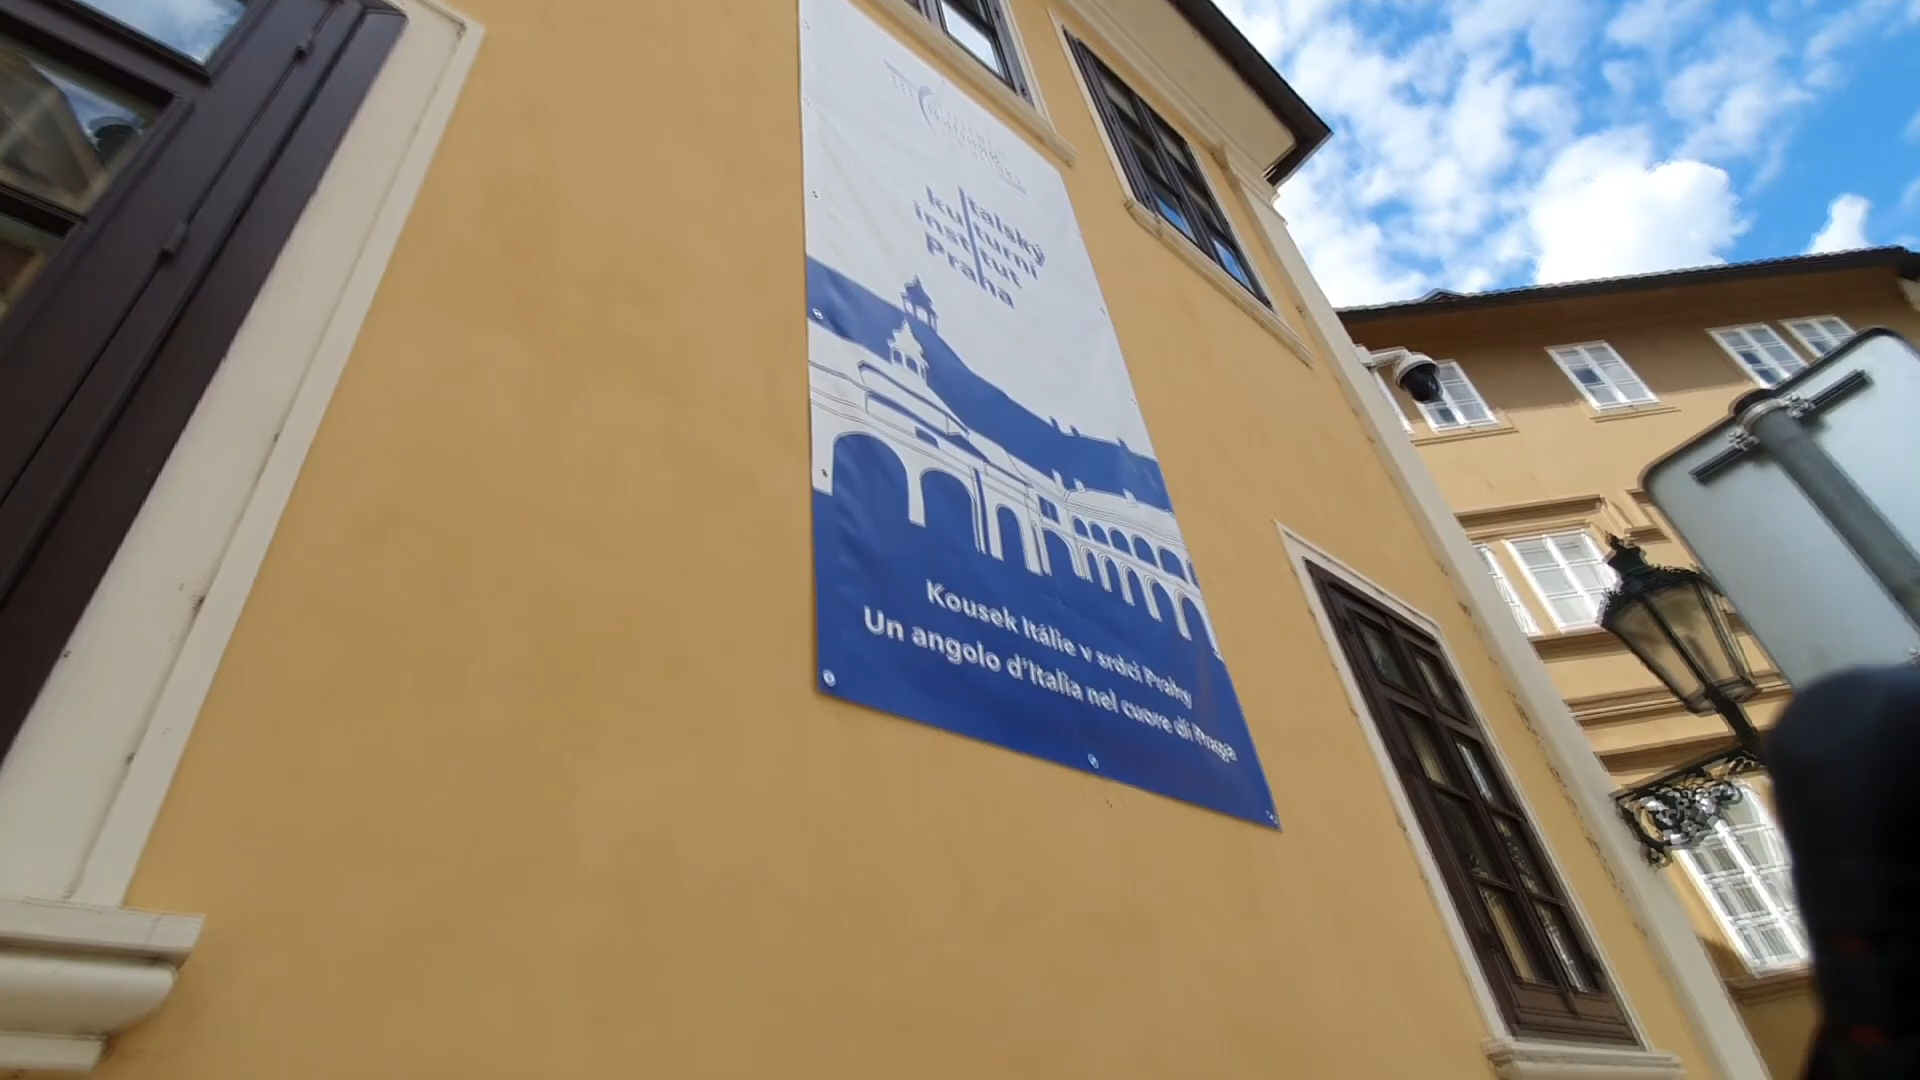 Italský
kulturní
institut
Praha
Kousek Itálie v srdci Prahy
Un angolo d'Italia nel cuore di Praga